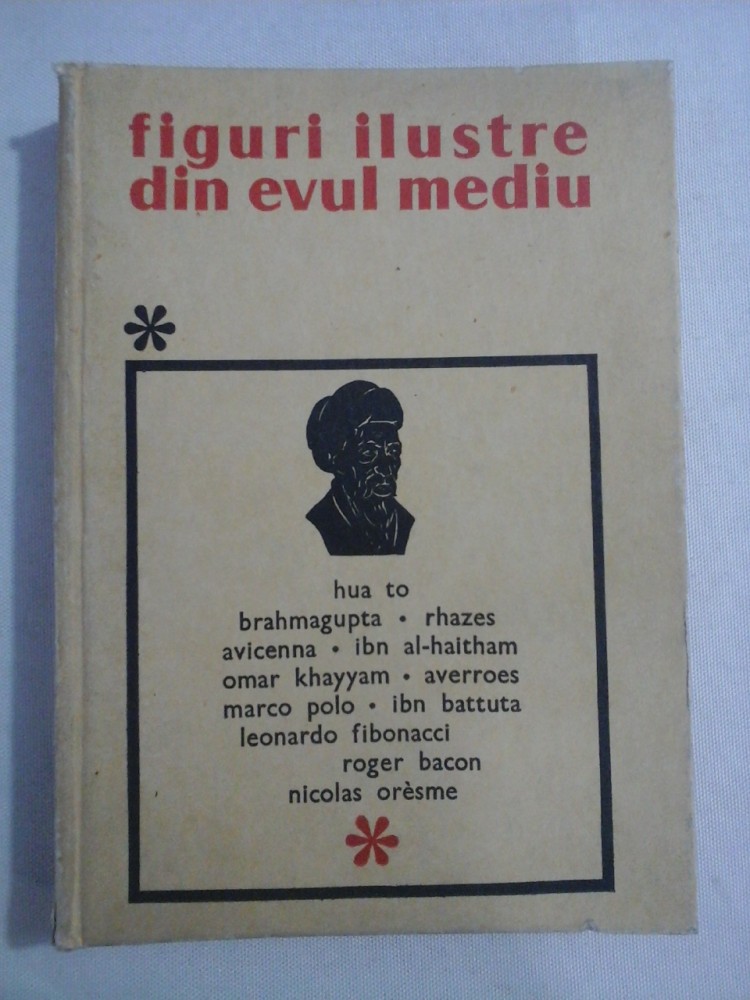 figuri ilustre
din evul mediu
hua to
brahmagupta • rhazes
avicenna • ibn al-haitham
omar khayyam • averroes
marco polo • ibn battuta
leonardo fibonacci
roger bacon
nicolas orèsme